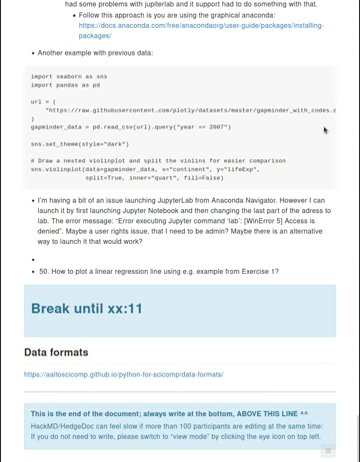 had some problems with jupiterlab and it support had to do something with that.
Follow this approach is you are using the graphical anaconda:
https://docs.anaconda.com/free/anacondaorg/user-guide/packages/installing-
packages/
Another example with previous data:
import seaborn as sns
import pandas as pd
url = (
"https://raw.githubusercontent.com/plotly/datasets/master/gapminder_with_codes.c
)
gapminder_data = pd.read_csv(url).query("year == 2007")
sns.set_theme(style="dark")
# Draw a nested violinplot and split the violins for easier comparison
sns.violinplot(data=gapminder_data, x="continent", y="lifeExp",
split=True, inner="quart", fill=False)
I'm having a bit of an issue launching JupyterLab from Anaconda Navigator. However I can
launch it by first launching Jupyter Notebook and then changing the last part of the adress to
lab. The error message: "Error executing Jupyter command 'lab': [WinError 5] Access is
denied". Maybe a user rights issue, that I need to be admin? Maybe there is an alternative
way to launch it that would work?
50. How to plot a linear regression line using e.g. example from Exercise 1?
Break until xx:11
Data formats
https://aaltoscicomp.github.io/python-for-scicomp/data-formats/
This is the end of the document; always write at the bottom, ABOVE THIS LINE ^^
HackMD/HedgeDoc can feel slow if more than 100 participants are editing at the same time:
If you do not need to write, please switch to "view mode" by clicking the eye icon on top left.